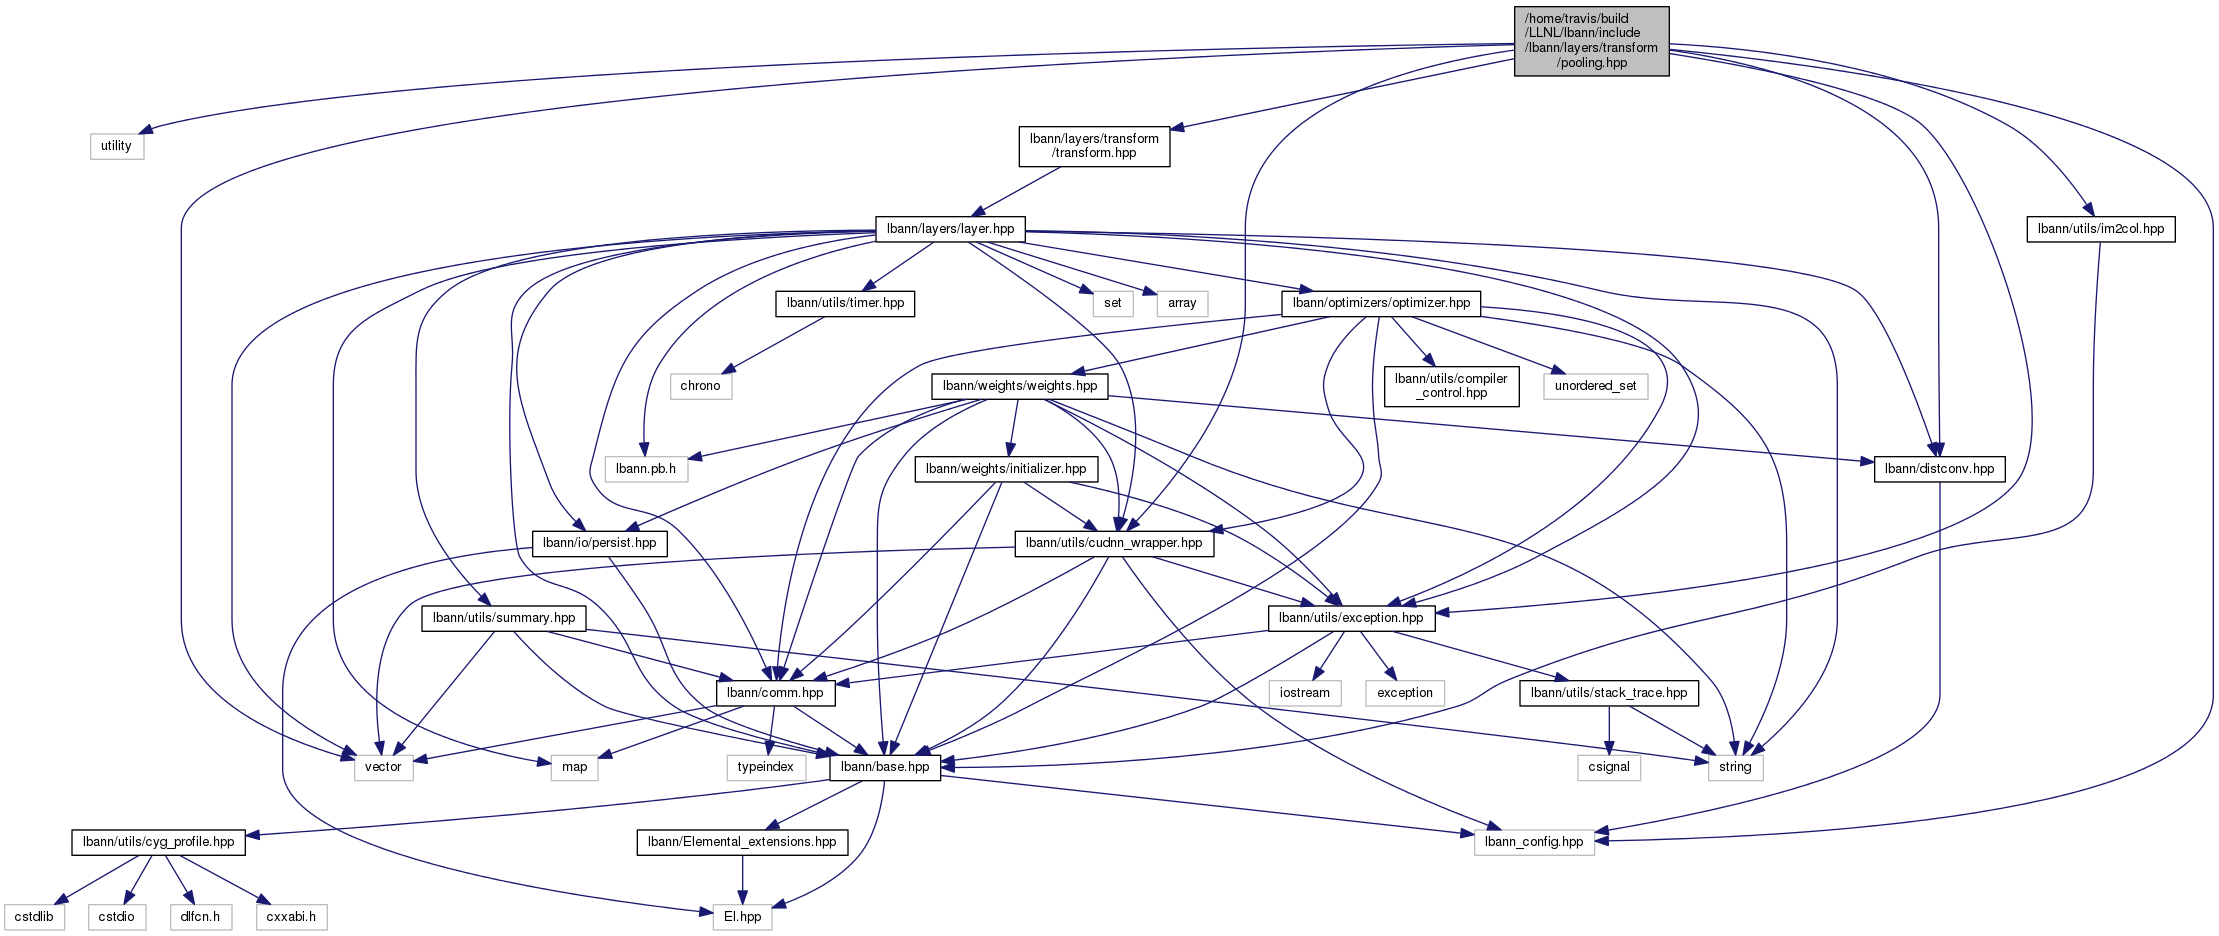 /home/travis/build
/LLNL/lbann/include
/lbann/layers/transform
/pooling.hpp
utility
lbann/layers/transform
/transform.hpp
lbann/layers/layer.hpp
lbann/utils/im2col.hpp
lbann/utils/timer.hpp
set
array
lbann/optimizers/optimizer.hpp
chrono
lbann/weights/weights.hpp
lbann/utils/compiler
_control.hpp
unordered_set
lbann.pb.h
lbann/weights/initializer.hpp
lbann/distconv.hpp
lbann/io/persist.hpp
lbann/utils/cudnn_wrapper.hpp
lbann/utils/summary.hpp
lbann/utils/exception.hpp
lbann/comm.hpp
iostream
exception
lbann/utils/stack_trace.hpp
vector
map
typeindex
lbann/base.hpp
csignal
string
lbann/utils/cyg_profile.hpp
lbann/Elemental_extensions.hpp
lbann_config.hpp
cstdlib
cstdio
dlfcn.h
cxxabi.h
El.hpp